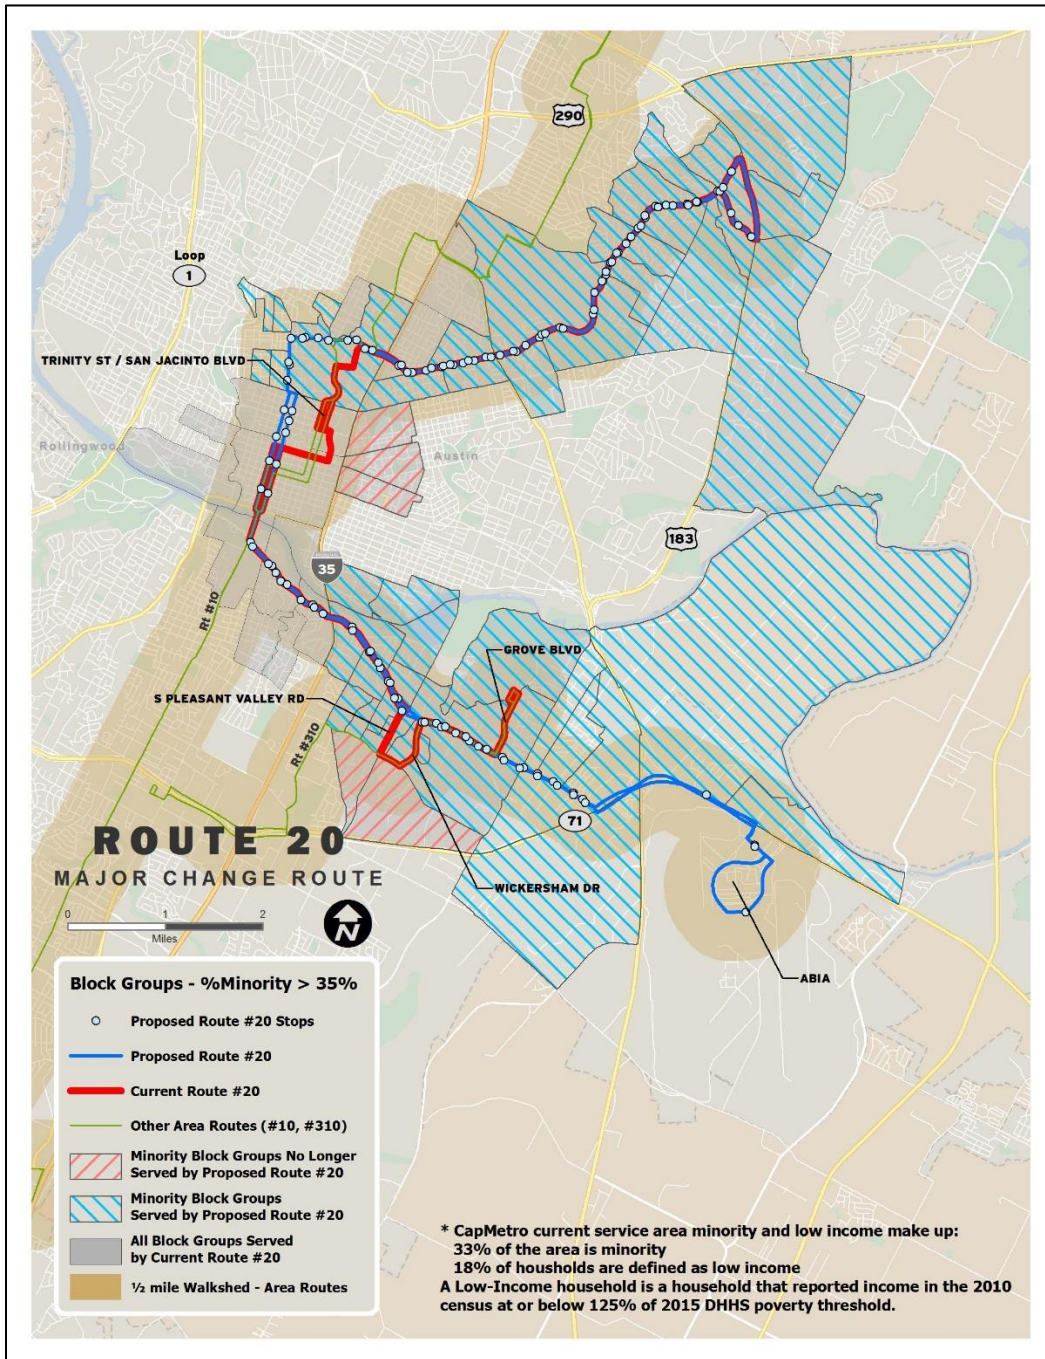 290
Loop
1
TRINITY ST / SAN JACINTO BLVD
Rollingwood
Austin
183
35
Rt #10
GROVE BLVD
S PLEASANT VALLEY RD
Rt #310
71
ROUTE 20
MAJOR CHANGE ROUTE
WICKERSHAM DR
0 1 2
Miles
N
ABIA
Block Groups - %Minority > 35%
Proposed Route #20 Stops
Proposed Route #20
Current Route #20
Other Area Routes (#10, #310)
Minority Block Groups No Longer
Served by Proposed Route #20
Minority Block Groups
Served by Proposed Route #20
All Block Groups Served
by Current Route #20
½ mile Walkshed - Area Routes
* CapMetro current service area minority and low income make up:
33% of the area is minority
18% of housholds are defined as low income
A Low-Income household is a household that reported income in the 2010
census at or below 125% of 2015 DHHS poverty threshold.